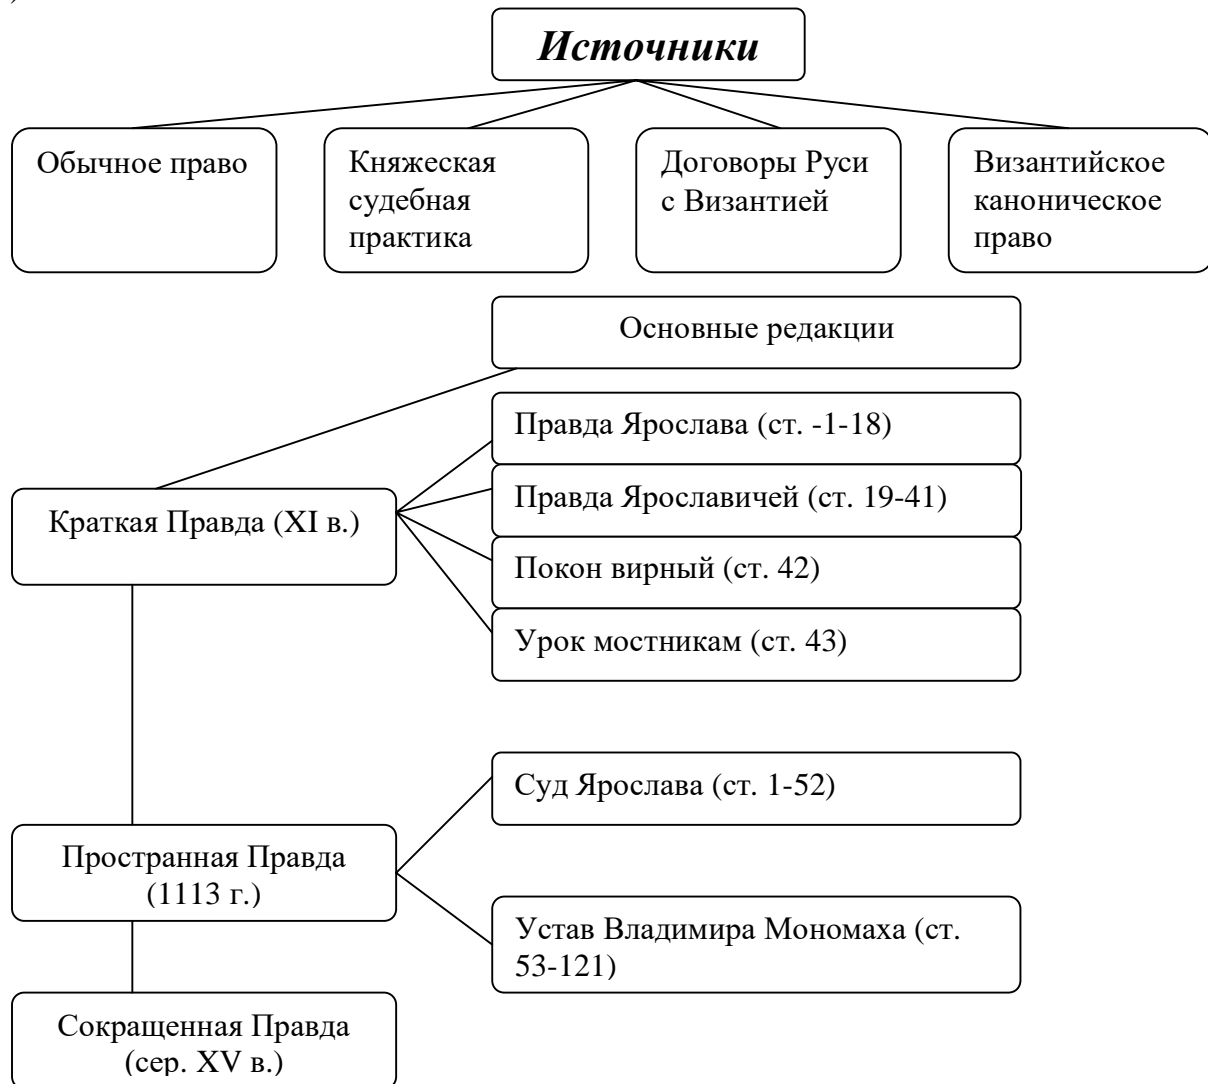 )
Источники
Обычное право
Княжеская
судебная
практика
Договоры Руси
с Византией
Византийское
каноническое
право
Основные редакции
Правда Ярослава (ст. -1-18)
Правда Ярославичей (ст. 19-41)
Краткая Правда (XI в.)
Покон вирный (ст. 42)
Урок мостникам (ст. 43)
Суд Ярослава (ст. 1-52)
Пространная Правда
(1113 г.)
Устав Владимира Мономаха (ст.
53-121)
Сокращенная Правда
(сер. XV в.)